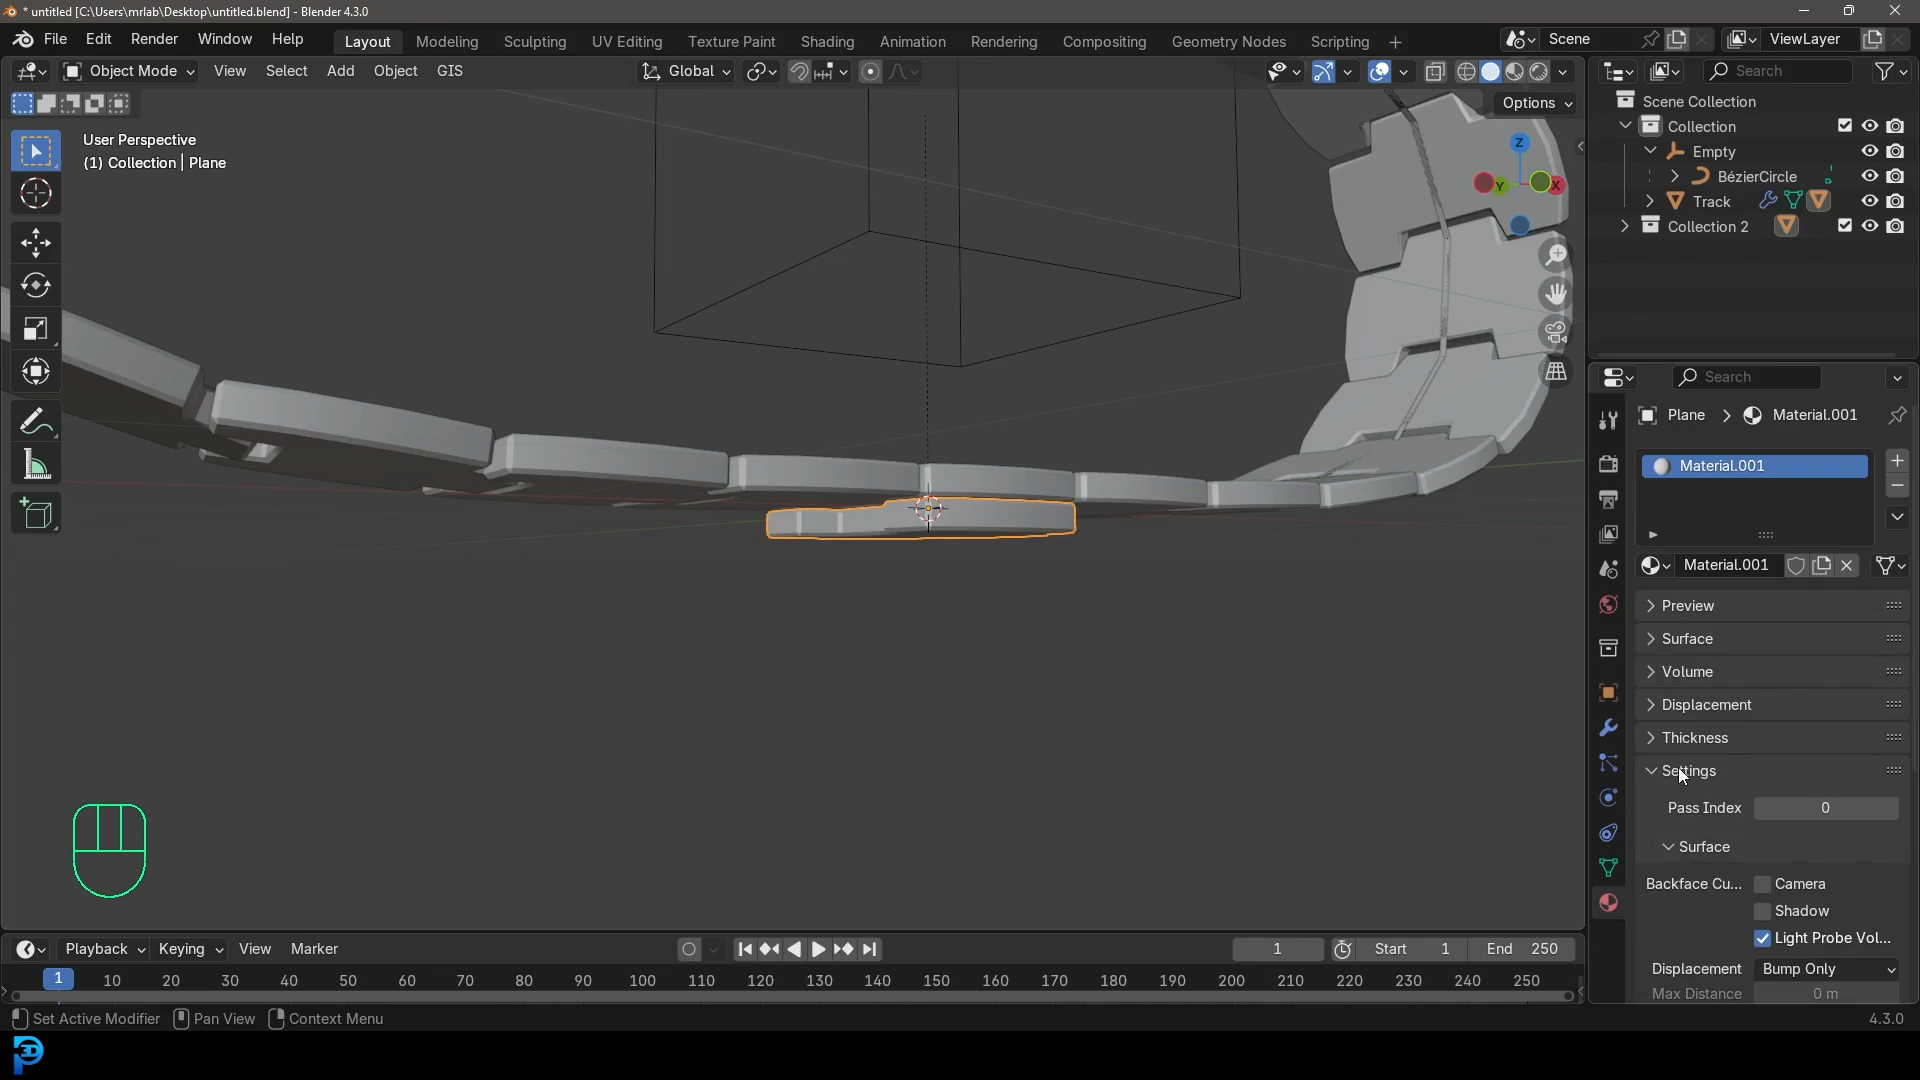 * untitled [C:\Users\mrlab\Desktop\untitled.blend] - Blender 4.3.0
File Edit Render Window Help Layout Modeling Sculpting UV Editing Texture Paint Shading Animation Rendering Compositing Geometry Nodes Scripting + Scene ViewLayer
Object Mode View Select Add Object GIS Global Search
Options
User Perspective
(1) Collection | Plane
Z
Y
X
Scene Collection
Collection
Empty
BézierCircle
Track
Collection 2
Search
Plane Material.001
Material.001
Material.001
Preview
Surface
Volume
Displacement
Thickness
Settings
Pass Index 0
Surface
Backface Cu... Camera
Shadow
Light Probe Vol...
Displacement Bump Only
Max Distance 0 m
Playback Keying View Marker 1 Start 1 End 250
1 10 20 30 40 50 60 70 80 90 100 110 120 130 140 150 160 170 180 190 200 210 220 230 240 250
Set Active Modifier Pan View Context Menu 4.3.0